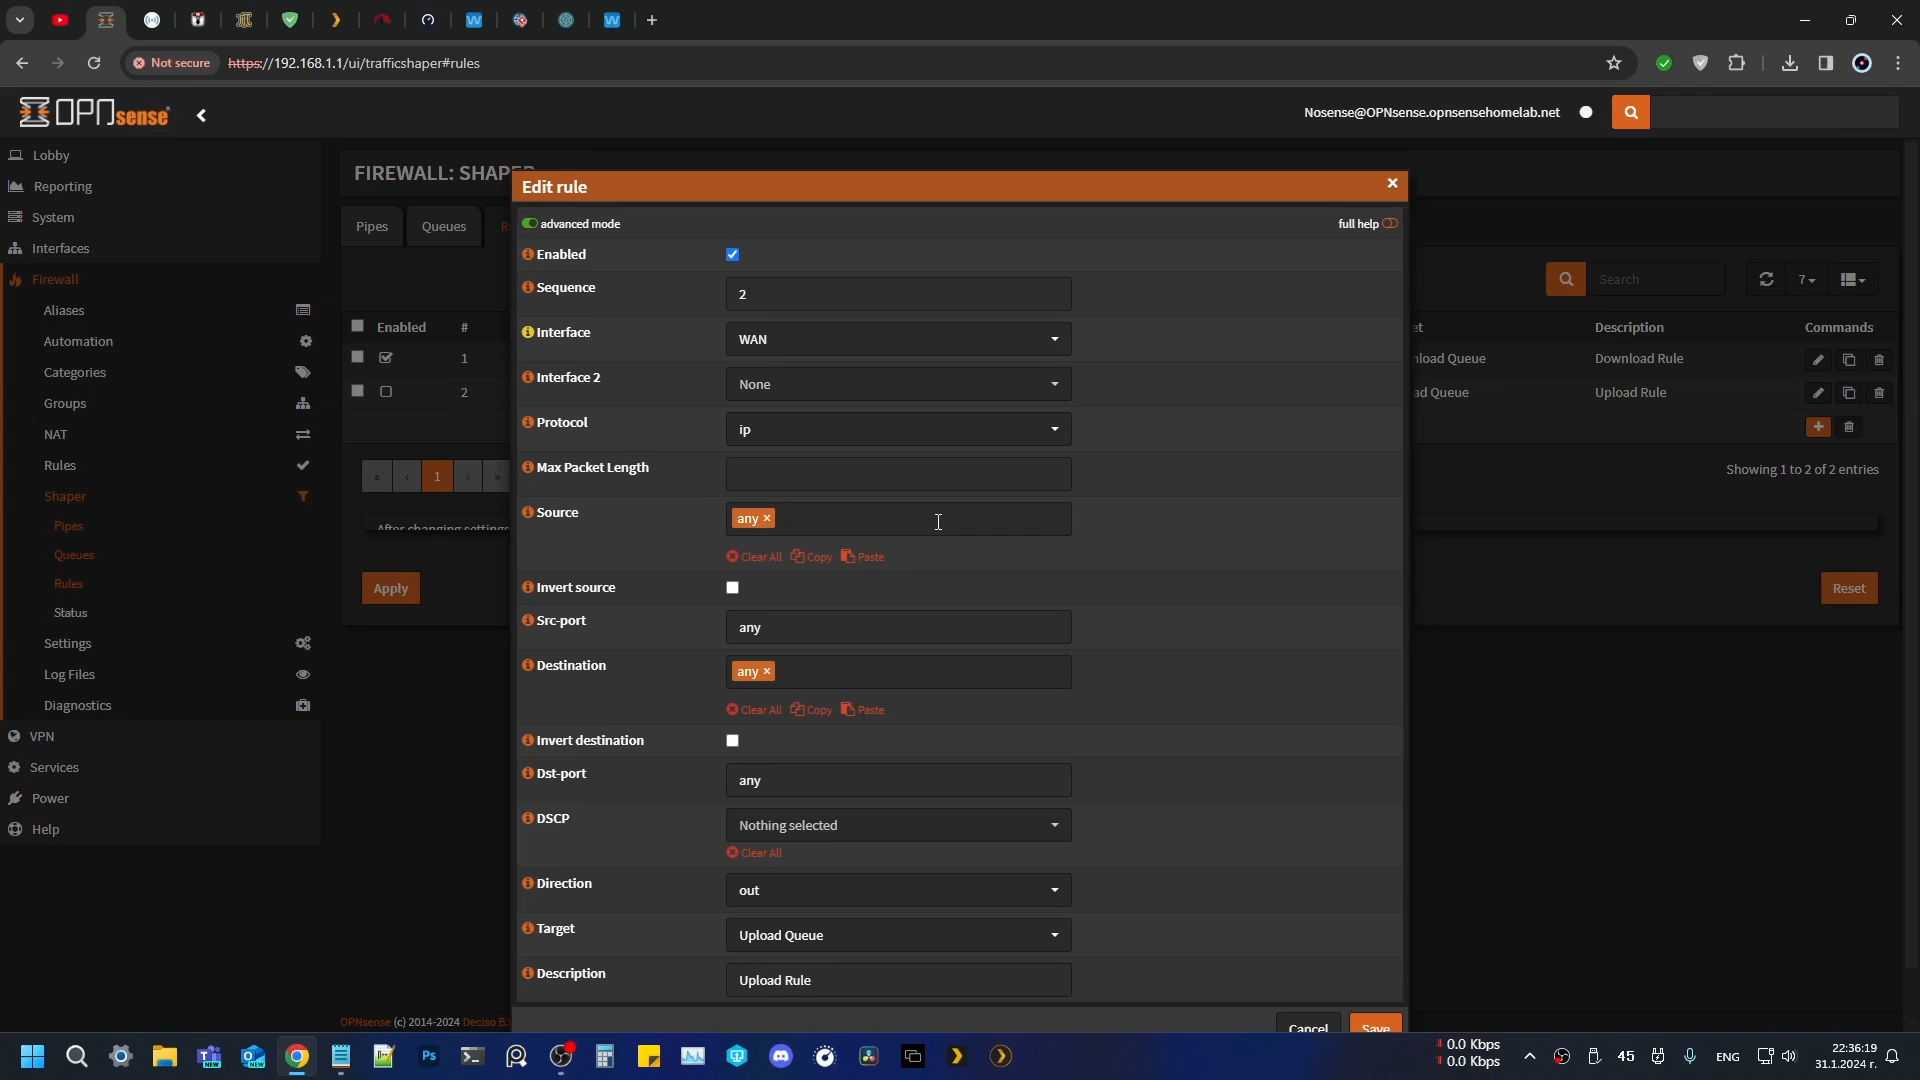 Not secure https://192.168.1.1/ui/trafficshaper#rules
OPNsense
Nosense@OPNsense.opnsensehomelab.net
Lobby
Reporting
System
Interfaces
Firewall
Aliases
Automation
Categories
Groups
NAT
Rules
Shaper
Pipes
Queues
Rules
Status
Settings
Log Files
Diagnostics
VPN
Services
Power
Help
FIREWALL: SHAPER
Pipes Queues
Search 7
Enabled #
1
2
« ‹ 1 › »
After changing settings
Apply
Description Commands
Download Rule
Upload Rule
Showing 1 to 2 of 2 entries
Reset
Edit rule ×
advanced mode full help
Enabled
Sequence 2
Interface WAN
Interface 2 None
Protocol ip
Max Packet Length
Source any ×
Clear All Copy Paste
Invert source
Src-port any
Destination any ×
Clear All Copy Paste
Invert destination
Dst-port any
DSCP Nothing selected
Clear All
Direction out
Target Upload Queue
Description Upload Rule
Cancel Save
OPNsense (c) 2014-2024 Deciso B.
0.0 Kbps
0.0 Kbps
45 ENG
22:36:19
31.1.2024 г.